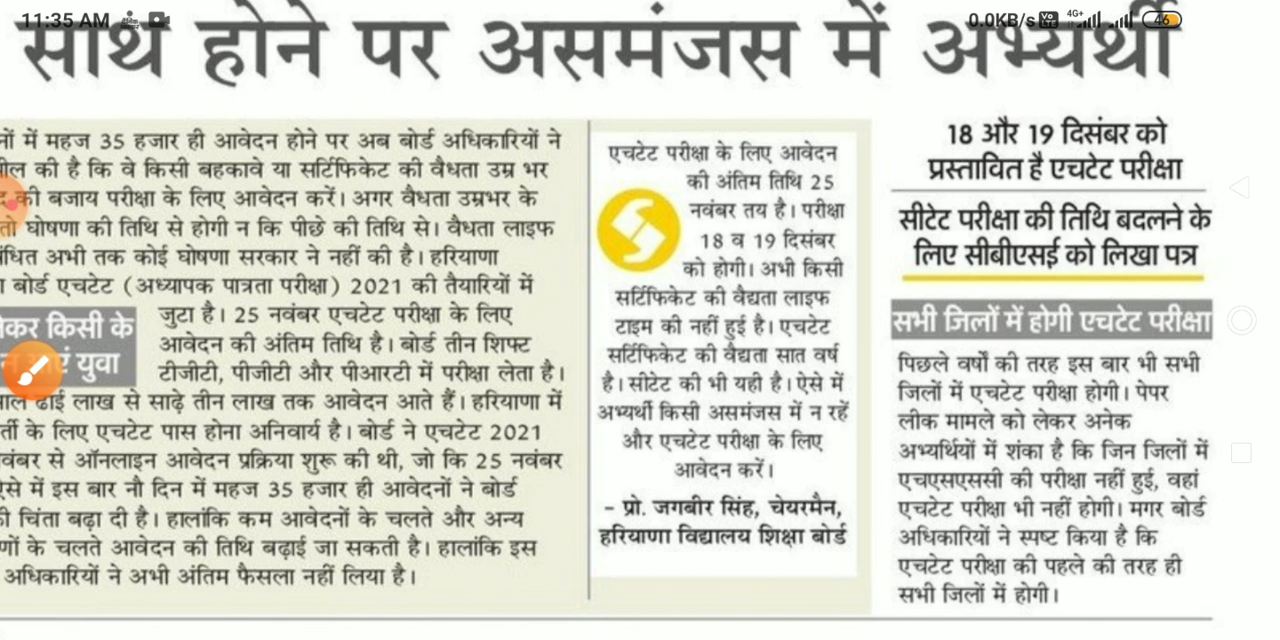 11:35 AM
0.0KB/s Vo LTE 4G+ 46
साथ होने पर असमंजस में अभ्यर्थी
में महज 35 हजार ही आवेदन होने पर अब बोर्ड अधिकारियों ने
की है कि वे किसी बहकावे या सर्टिफिकेट की वैधता उम्र भर
की बजाय परीक्षा के लिए आवेदन करें। अगर वैधता उम्रभर के
तो घोषणा की तिथि से होगी न कि पीछे की तिथि से। वैधता लाइफ
अभी तक कोई घोषणा सरकार ने नहीं की है। हरियाणा
बोर्ड एचटेट (अध्यापक पात्रता परीक्षा) 2021 की तैयारियों में
जुटा है। 25 नवंबर एचटेट परीक्षा के लिए
आवेदन की अंतिम तिथि है। बोर्ड तीन शिफ्ट
टीजीटी, पीजीटी और पीआरटी में परीक्षा लेता है।
ढाई लाख से साढ़े तीन लाख तक आवेदन आते हैं। हरियाणा में
के लिए एचटेट पास होना अनिवार्य है। बोर्ड ने एचटेट 2021
से ऑनलाइन आवेदन प्रक्रिया शुरू की थी, जो कि 25 नवंबर
में इस बार नौ दिन में महज 35 हजार ही आवेदनों ने बोर्ड
चिंता बढ़ा दी है। हालांकि कम आवेदनों के चलते और अन्य
के चलते आवेदन की तिथि बढ़ाई जा सकती है। हालांकि इस
अधिकारियों ने अभी अंतिम फैसला नहीं लिया है।
किसी के
युवा
एचटेट परीक्षा के लिए आवेदन
की अंतिम तिथि 25
नवंबर तय है। परीक्षा
18 व 19 दिसंबर
को होगी। अभी किसी
सर्टिफिकेट की वैद्यता लाइफ
टाइम की नहीं हुई है। एचटेट
सर्टिफिकेट की वैद्यता सात वर्ष
है। सीटेट की भी यही है। ऐसे में
अभ्यर्थी किसी असमंजस में न रहें
और एचटेट परीक्षा के लिए
आवेदन करें।
- प्रो. जगबीर सिंह, चेयरमैन,
हरियाणा विद्यालय शिक्षा बोर्ड
18 और 19 दिसंबर को
प्रस्तावित है एचटेट परीक्षा
सीटेट परीक्षा की तिथि बदलने के
लिए सीबीएसई को लिखा पत्र
सभी जिलों में होगी एचटेट परीक्षा
पिछले वर्षों की तरह इस बार भी सभी
जिलों में एचटेट परीक्षा होगी। पेपर
लीक मामले को लेकर अनेक
अभ्यर्थियों में शंका है कि जिन जिलों में
एचएसएससी की परीक्षा नहीं हुई, वहां
एचटेट परीक्षा भी नहीं होगी। मगर बोर्ड
अधिकारियों ने स्पष्ट किया है कि
एचटेट परीक्षा की पहले की तरह ही
सभी जिलों में होगी।